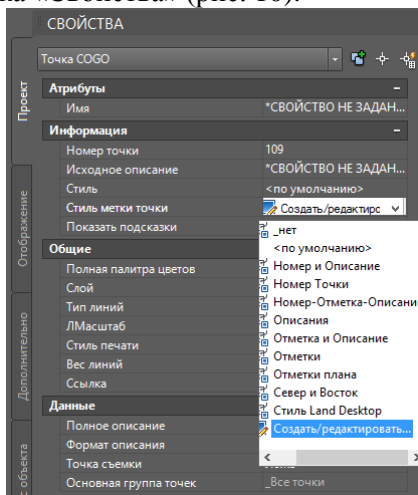 «Свойства» (рис. 10).
СВОЙСТВА
Точка COGO
Атрибуты
Имя *СВОЙСТВО НЕ ЗАДАН...
Информация
Номер точки 109
Исходное описание *СВОЙСТВО НЕ ЗАДАН...
Стиль <по умолчанию>
Стиль метки точки Создать/редактирс
Показать подсказки _нет
<по умолчанию>
Общие Номер и Описание
Полная палитра цветов Номер Точки
Слой Номер-Отметка-Описани
Тип линий Описания
ЛМасштаб Отметка и Описание
Стиль печати Отметки
Вес линий Отметки плана
Ссылка Север и Восток
Данные Стиль Land Desktop
Полное описание Создать/редактировать...
Формат описания
Точка съемки
Основная группа точек _Все точки
Проект
Отображение
Дополнительно
с объекта